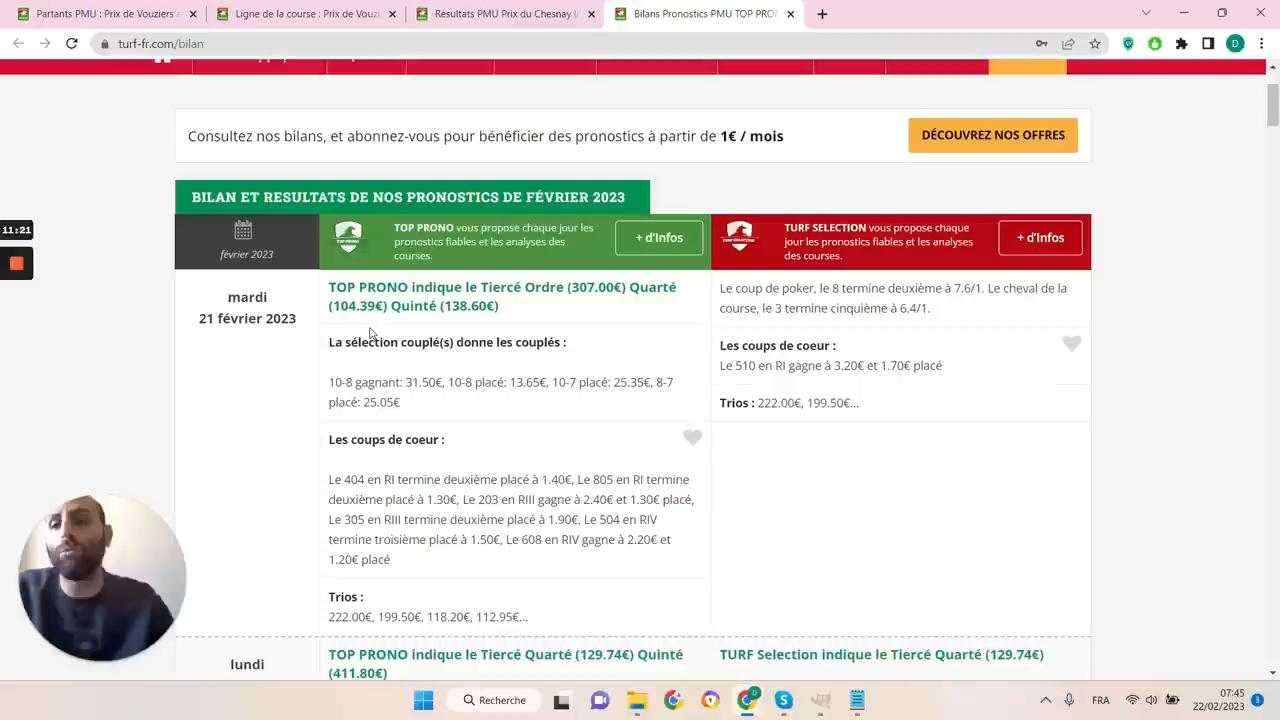 Partants PMU : Prix de Vouziers a
Ligne de la course : Prix de Vouz
Résultats PMU du Chesnay l
Bilans Pronostics PMU TOP PRON
turf-fr.com/bilan
D
Consultez nos bilans, et abonnez-vous pour bénéficier des pronostics à partir de 1€ / mois
DÉCOUVREZ NOS OFFRES
BILAN ET RESULTATS DE NOS PRONOSTICS DE FÉVRIER 2023
11:21
février 2023
TOP PRONO
TOP PRONO vous propose chaque jour les
pronostics fiables et les analyses des
courses.
+ d'Infos
TURF SELECTION
TURF SELECTION vous propose chaque
jour les pronostics fiables et les analyses
des courses.
+ d'Infos
mardi
21 février 2023
TOP PRONO indique le Tiercé Ordre (307.00€) Quarté
(104.39€) Quinté (138.60€)
La sélection couplé(s) donne les couplés :
10-8 gagnant: 31.50€, 10-8 placé: 13.65€, 10-7 placé: 25.35€, 8-7
placé: 25.05€
Les coups de coeur :
Le 404 en RI termine deuxième placé à 1.40€, Le 805 en RI termine
deuxième placé à 1.30€, Le 203 en RIII gagne à 2.40€ et 1.30€ placé,
Le 305 en RIII termine deuxième placé à 1.90€, Le 504 en RIV
termine troisième placé à 1.50€, Le 608 en RIV gagne à 2.20€ et
1.20€ placé
Trios :
222.00€, 199.50€, 118.20€, 112.95€...
Le coup de poker, le 8 termine deuxième à 7.6/1. Le cheval de la
course, le 3 termine cinquième à 6.4/1.
Les coups de coeur :
Le 510 en RI gagne à 3.20€ et 1.70€ placé
Trios : 222.00€, 199.50€...
lundi
TOP PRONO indique le Tiercé Quarté (129.74€) Quinté
(411.80€)
TURF Selection indique le Tiercé Quarté (129.74€)
Recherche
D
FRA
07:45
22/02/2023
3